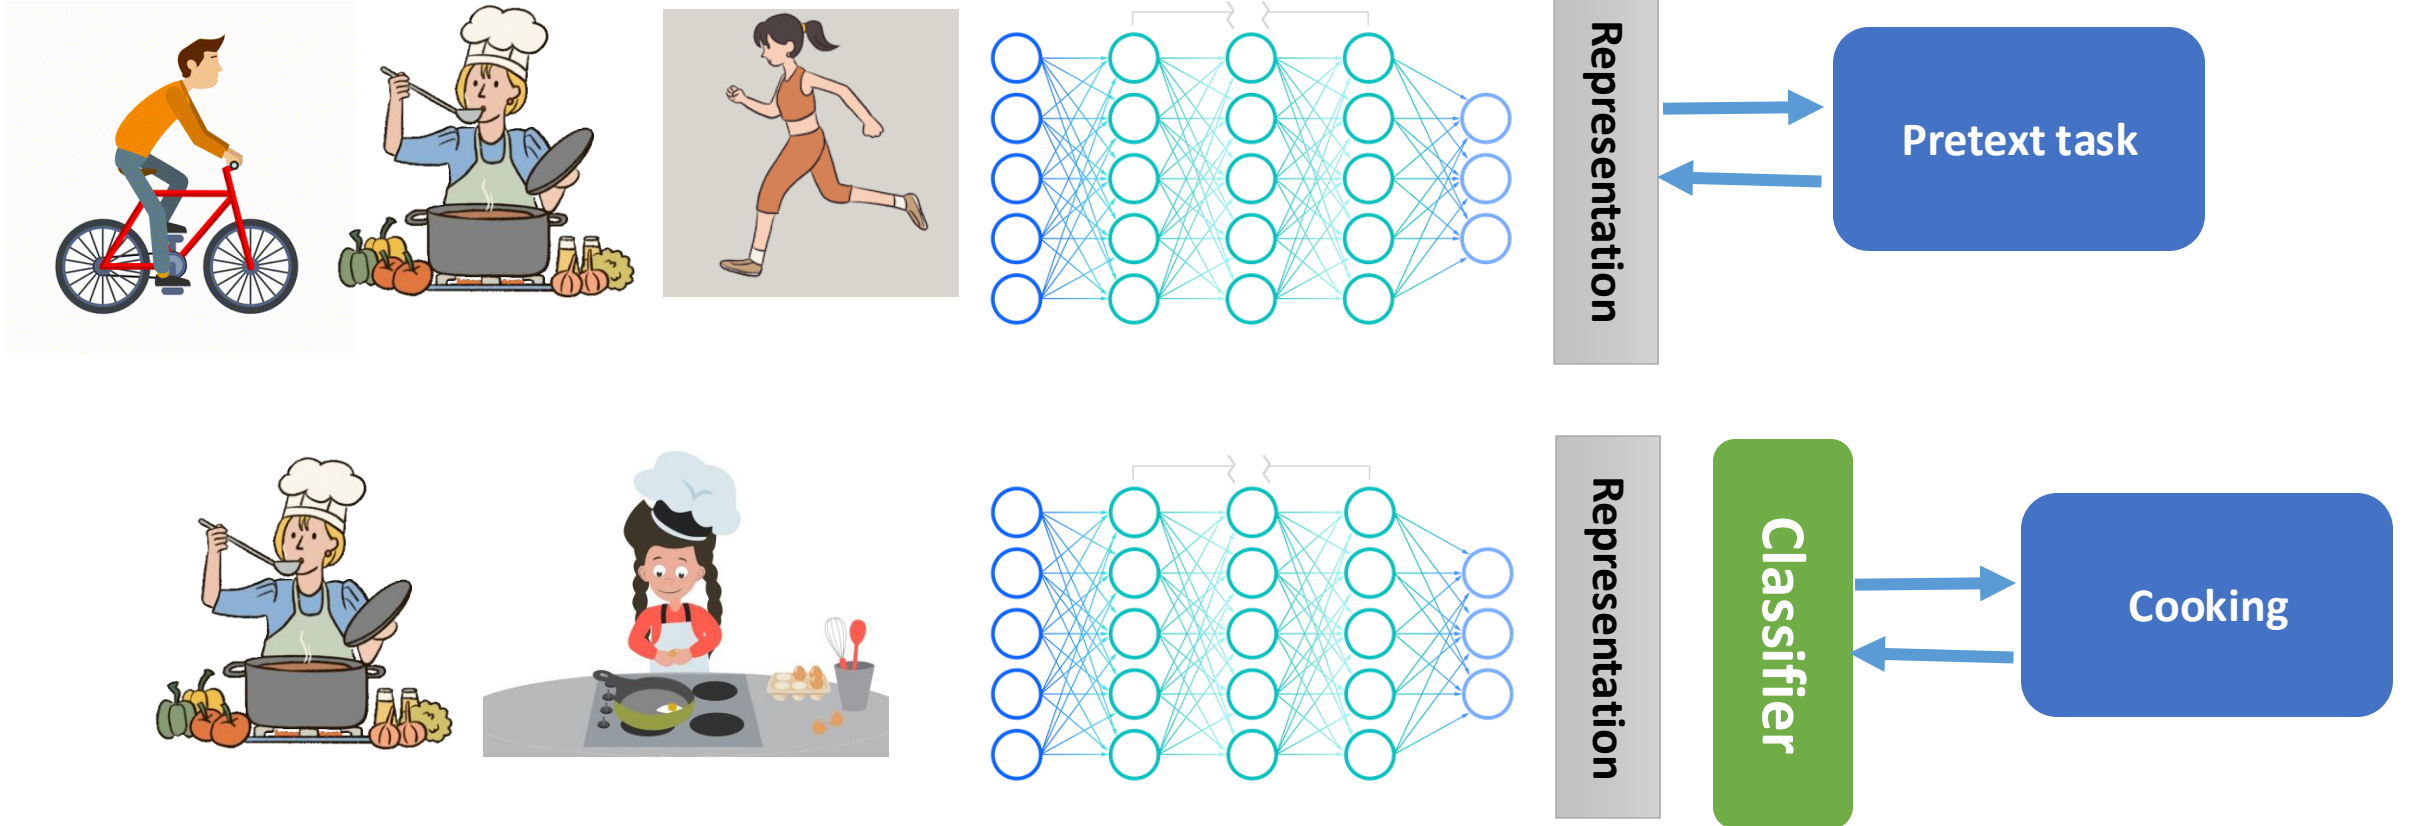 Representation
Pretext task
Representation
Classifier
Cooking